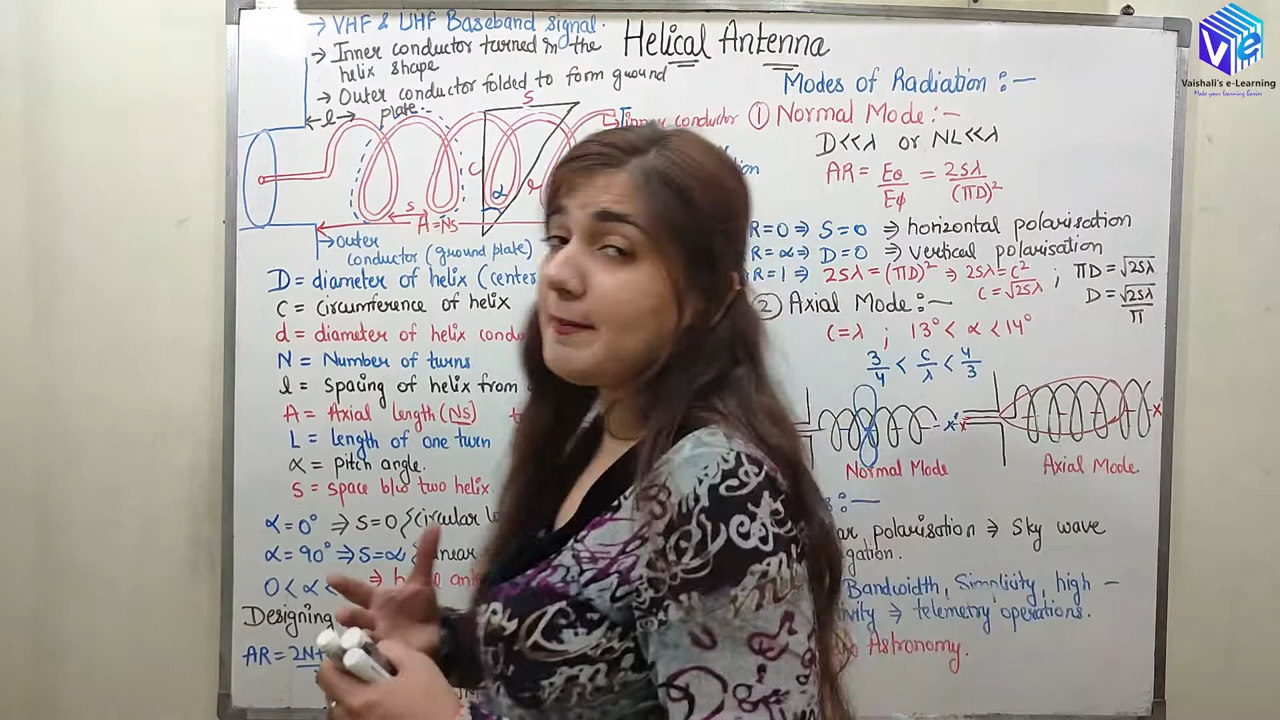 → VHF & UHF Baseband signal.
→ Inner conductor turned in the
helix shape
→ Outer conductor folded to form ground
plate:-
Helical Antenna
l
S
inner conductor
C
α
S
A = NS
→ outer
conductor (ground plate)
D = diameter of helix (center
C = circumference of helix
d = diameter of helix
N = Number of turns
l = spacing of helix from
A = Axial length (NS)
L = length of one turn
α = pitch angle.
S = space b/w two helix
α = 0° ⇒ S = 0 {circular
α = 90° ⇒ S = α
0 < α <
Designing
AR = 2N+
Modes of Radiation :-
① Normal Mode :-
D<<λ or NL<<λ
AR = Eθ/Eφ = 2Sλ/(πD)²
R = 0 ⇒ S = 0 ⇒ horizontal polarisation
R = α ⇒ D = 0 ⇒ vertical polarisation
R = 1 ⇒ 2Sλ = (πD)² ⇒ 2Sλ = C² ; πD = √2Sλ
C = √2Sλ D = √2Sλ/π
② Axial Mode :-
C = λ ; 13° < α < 14°
3/4 < C/λ < 4/3
x
x
Normal Mode
Axial Mode
:-
polarisation ⇒ Sky wave
Bandwidth, Simplicity, high -
⇒ telemetry operations.
Astronomy.
Ve
Vaishali's e-Learning
Make your Learning Easier